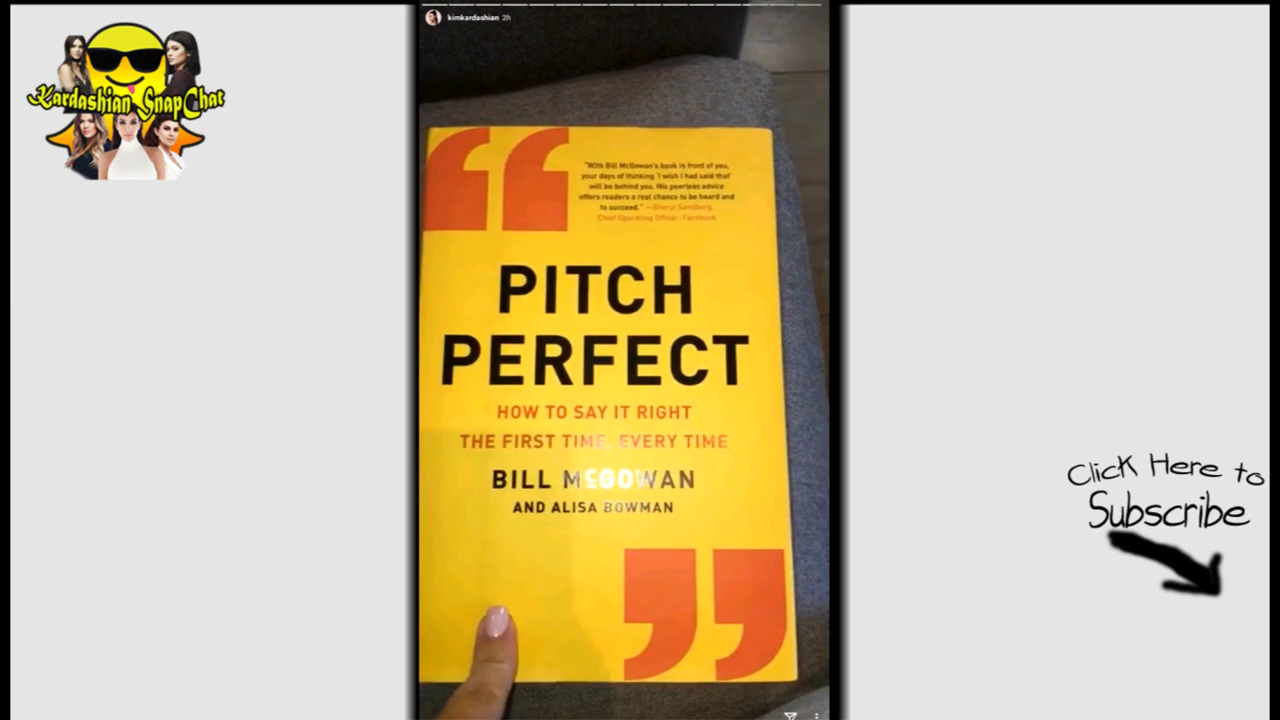 kimkardashian 2h
Kardashian SnapChat
"With Bill McGowan's book in front of you,
your days of thinking 'I wish I had said that'
will be behind you. His peerless advice
offers readers a real chance to be heard and
to succeed." —Sheryl Sandberg,
Chief Operating Officer, Facebook
PITCH
PERFECT
HOW TO SAY IT RIGHT
THE FIRST TIME, EVERY TIME
BILL McGOWAN
AND ALISA BOWMAN
Click Here to
Subscribe